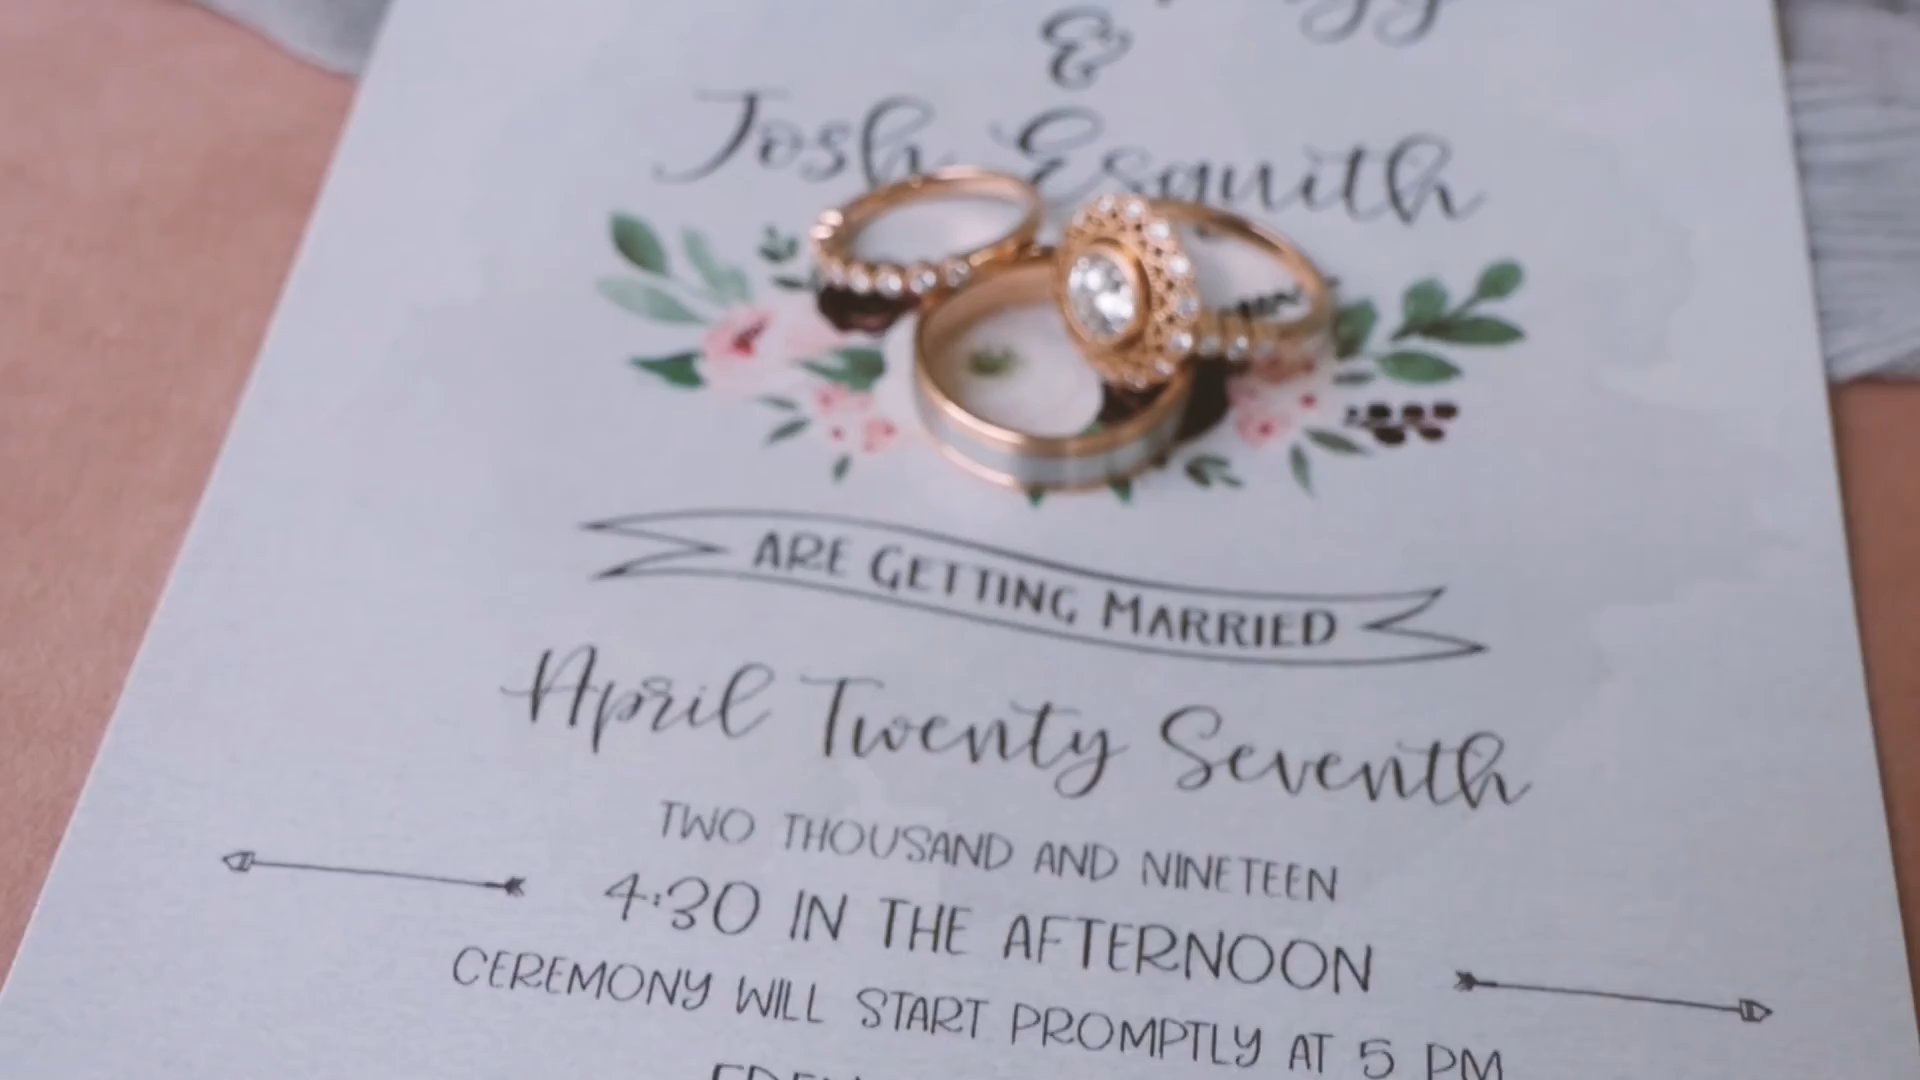 &
Josh Esquith
ARE GETTING MARRIED
April Twenty Seventh
TWO THOUSAND AND NINETEEN
4:30 IN THE AFTERNOON
CEREMONY WILL START PROMPTLY AT 5 PM